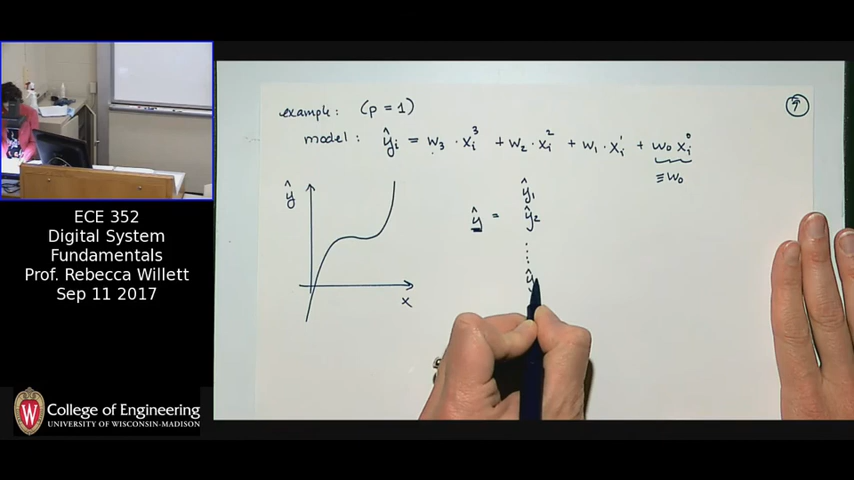 example: (p = 1)
7
model: ŷᵢ = w₃ · xᵢ³ + w₂ · xᵢ² + w₁ · xᵢ¹ + w₀ xᵢ⁰
≡ w₀
ŷ
x
ŷ =
ŷ₁
ŷ₂
⋮
ŷ
ECE 352
Digital System
Fundamentals
Prof. Rebecca Willett
Sep 11 2017
W
College of Engineering
UNIVERSITY OF WISCONSIN-MADISON